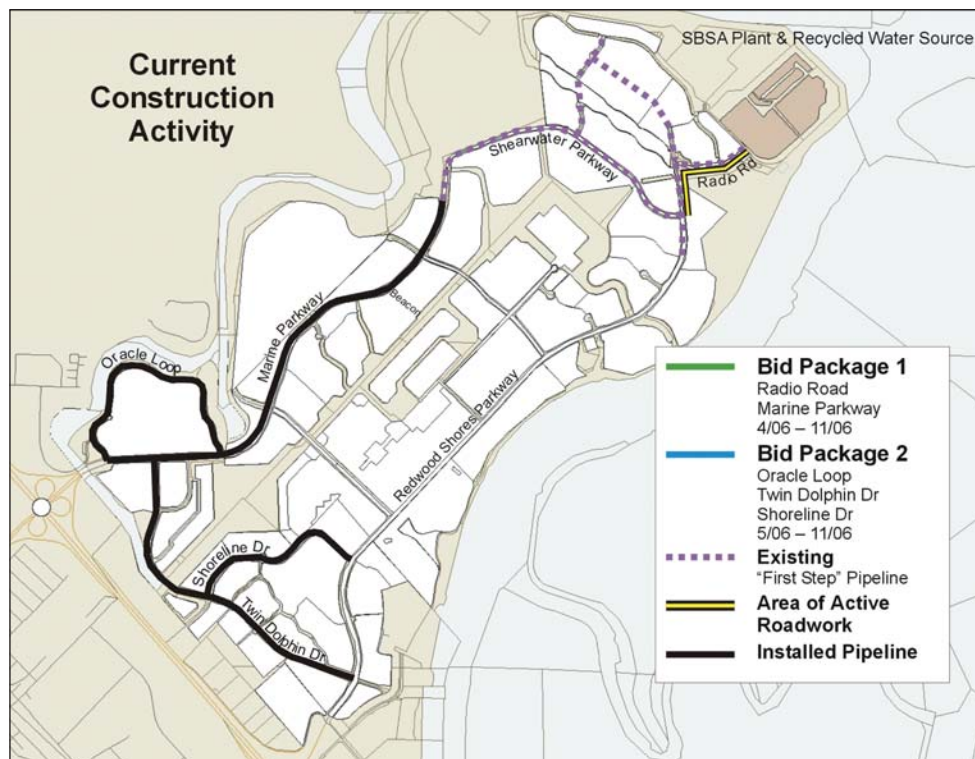 Current
Construction
Activity
SBSA Plant & Recycled Water Source
Shearwater Parkway
Radio Rd
Marine Parkway
Beacon
Oracle Loop
Redwood Shores Parkway
Shoreline Dr
Twin Dolphin Dr
Bid Package 1
Radio Road
Marine Parkway
4/06 – 11/06
Bid Package 2
Oracle Loop
Twin Dolphin Dr
Shoreline Dr
5/06 – 11/06
Existing
“First Step” Pipeline
Area of Active
Roadwork
Installed Pipeline